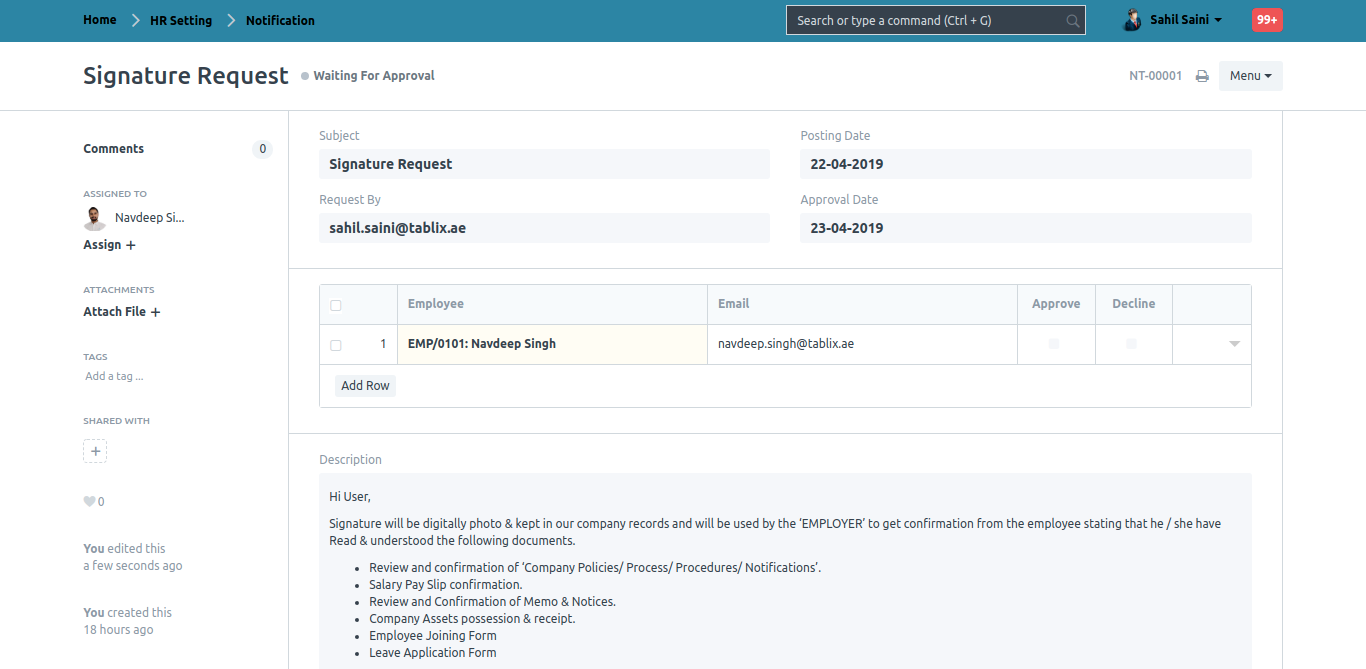 Home HR Setting Notification Search or type a command (Ctrl + G) Sahil Saini 99+
Signature Request Waiting For Approval NT-00001 Menu
Comments 0
ASSIGNED TO
Navdeep Si...
Assign +
ATTACHMENTS
Attach File +
TAGS
Add a tag ...
SHARED WITH
+
0
You edited this
a few seconds ago
You created this
18 hours ago
Subject
Signature Request
Posting Date
22-04-2019
Request By
sahil.saini@tablix.ae
Approval Date
23-04-2019
Employee Email Approve Decline
1 EMP/0101: Navdeep Singh navdeep.singh@tablix.ae
Add Row
Description
Hi User,
Signature will be digitally photo & kept in our company records and will be used by the ‘EMPLOYER’ to get confirmation from the employee stating that he / she have
Read & understood the following documents.
• Review and confirmation of ‘Company Policies/ Process/ Procedures/ Notifications’.
• Salary Pay Slip confirmation.
• Review and Confirmation of Memo & Notices.
• Company Assets possession & receipt.
• Employee Joining Form
• Leave Application Form